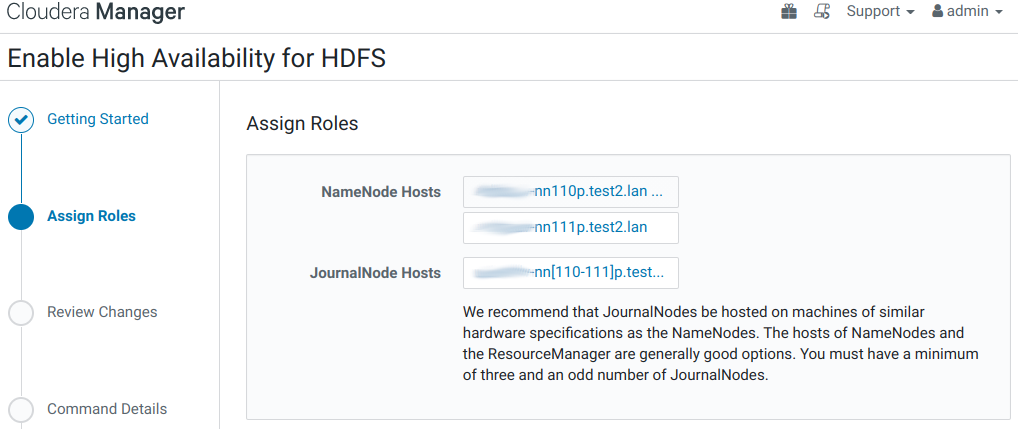 Cloudera Manager
Support
admin
Enable High Availability for HDFS
Getting Started
Assign Roles
Review Changes
Command Details
Assign Roles
NameNode Hosts
-nn110p.test2.lan ...
-nn111p.test2.lan
JournalNode Hosts
-nn[110-111]p.test...
We recommend that JournalNodes be hosted on machines of similar
hardware specifications as the NameNodes. The hosts of NameNodes and
the ResourceManager are generally good options. You must have a minimum
of three and an odd number of JournalNodes.